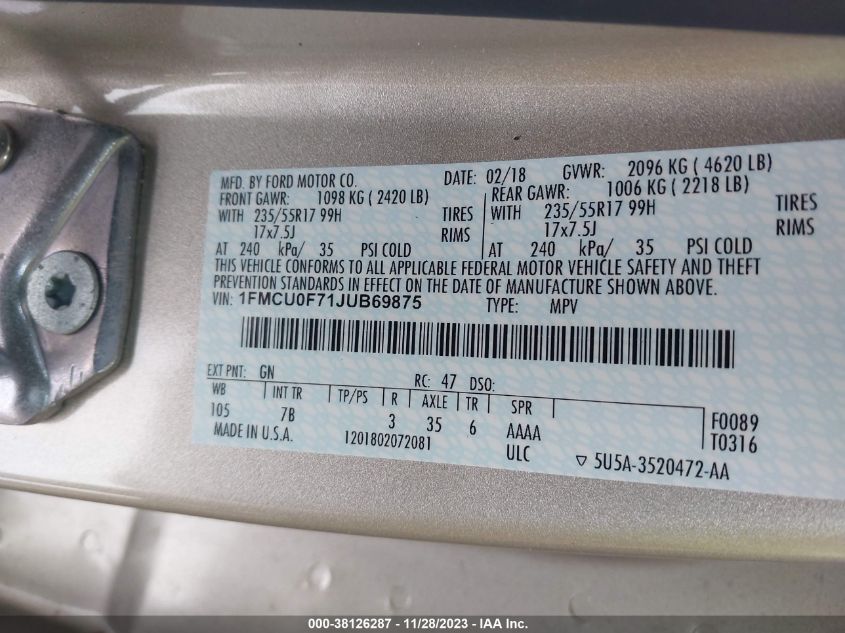 MFD. BY FORD MOTOR CO. DATE: 02/18 GVWR: 2096 KG ( 4620 LB)
FRONT GAWR: 1098 KG ( 2420 LB) REAR GAWR: 1006 KG ( 2218 LB)
WITH 235/55R17 99H TIRES WITH 235/55R17 99H TIRES
17x7.5J RIMS 17x7.5J RIMS
AT 240 kPa/ 35 PSI COLD AT 240 kPa/ 35 PSI COLD
THIS VEHICLE CONFORMS TO ALL APPLICABLE FEDERAL MOTOR VEHICLE SAFETY AND THEFT
PREVENTION STANDARDS IN EFFECT ON THE DATE OF MANUFACTURE SHOWN ABOVE.
VIN: 1FMCU0F71JUB69875 TYPE: MPV
EXT PNT: GN RC: 47 DSO:
WB INT TR TP/PS R AXLE TR SPR
105 7B 3 35 6 AAAA F0089
MADE IN U.S.A. 1201802072081 ULC T0316
▽ 5U5A-3520472-AA
000-38126287 - 11/28/2023 - IAA Inc.